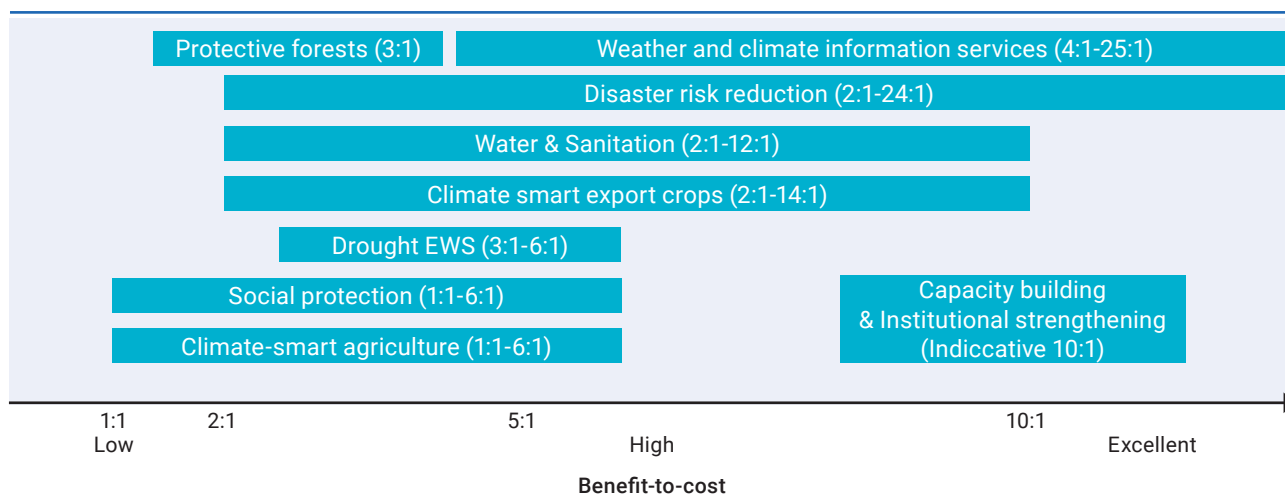 Protective forests (3:1)
Weather and climate information services (4:1-25:1)
Disaster risk reduction (2:1-24:1)
Water & Sanitation (2:1-12:1)
Climate smart export crops (2:1-14:1)
Drought EWS (3:1-6:1)
Social protection (1:1-6:1)
Climate-smart agriculture (1:1-6:1)
Capacity building
& Institutional strengthening
(Indiccative 10:1)
1:1
2:1
5:1
10:1
Low
High
Excellent
Benefit-to-cost